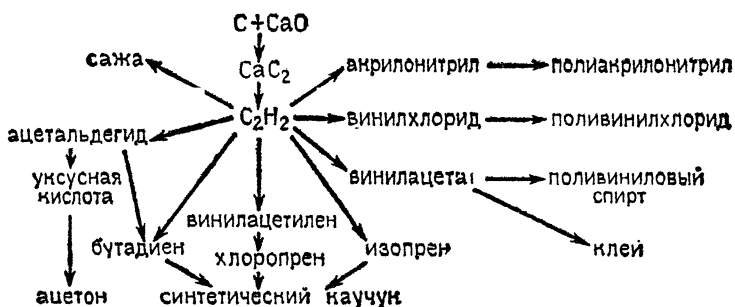 C+CaO
сажа
CaC₂
акрилонитрил
полиакрилонитрил
C₂H₂
винилхлорид
поливинилхлорид
ацетальдегид
уксусная
кислота
винилацетат
поливиниловый
спирт
винилацетилен
бутадиен
хлоропрен
изопрен
клей
ацетон
синтетический каучук